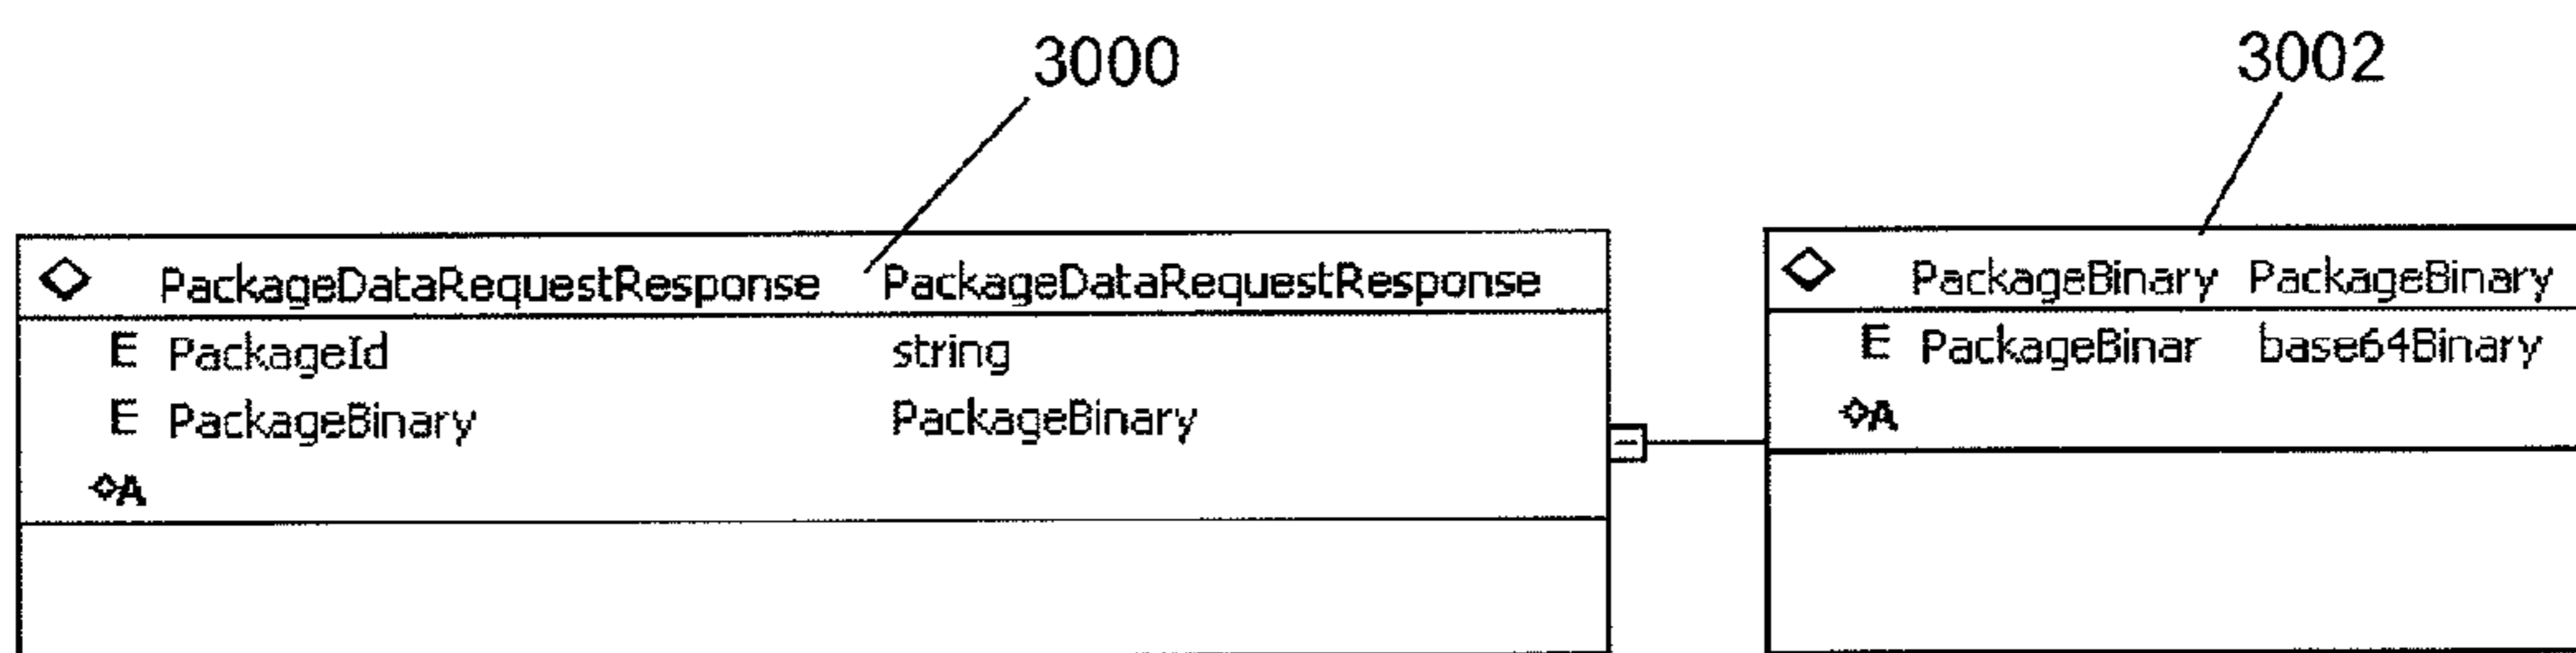 3000
3002
PackageDataRequestResponse PackageDataRequestResponse
E PackageId string
E PackageBinary PackageBinary
A
PackageBinary PackageBinary
E PackageBinar base64Binary
A